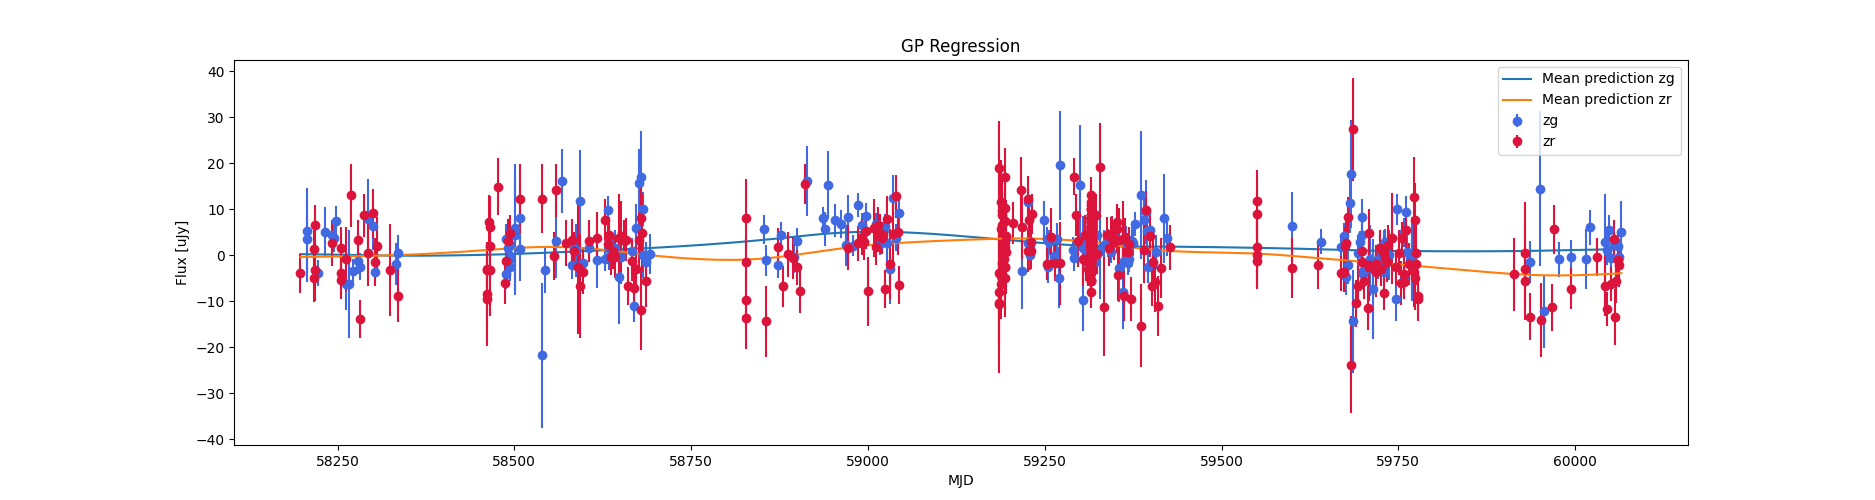 GP Regression
Flux [uJy]
40
30
20
10
0
−10
−20
−30
−40
Mean prediction zg
Mean prediction zr
zg
zr
58250
58500
58750
59000
59250
59500
59750
60000
MJD